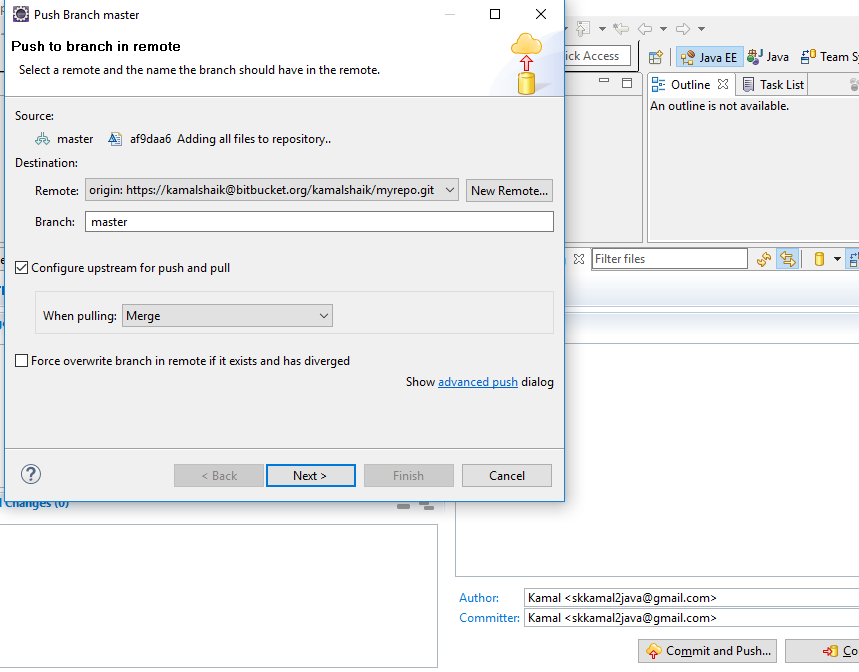 Push Branch master
Push to branch in remote
Select a remote and the name the branch should have in the remote.
Source:
master af9daa6 Adding all files to repository..
Destination:
Remote: origin: https://kamalshaik@bitbucket.org/kamalshaik/myrepo.git New Remote...
Branch: master
Configure upstream for push and pull
When pulling: Merge
Force overwrite branch in remote if it exists and has diverged
Show advanced push dialog
< Back Next > Finish Cancel
Access
Java EE Java Team
Outline Task List
An outline is not available.
Filter files
Changes (0)
Author: Kamal <skkamal2java@gmail.com>
Committer: Kamal <skkamal2java@gmail.com>
Commit and Push... Co